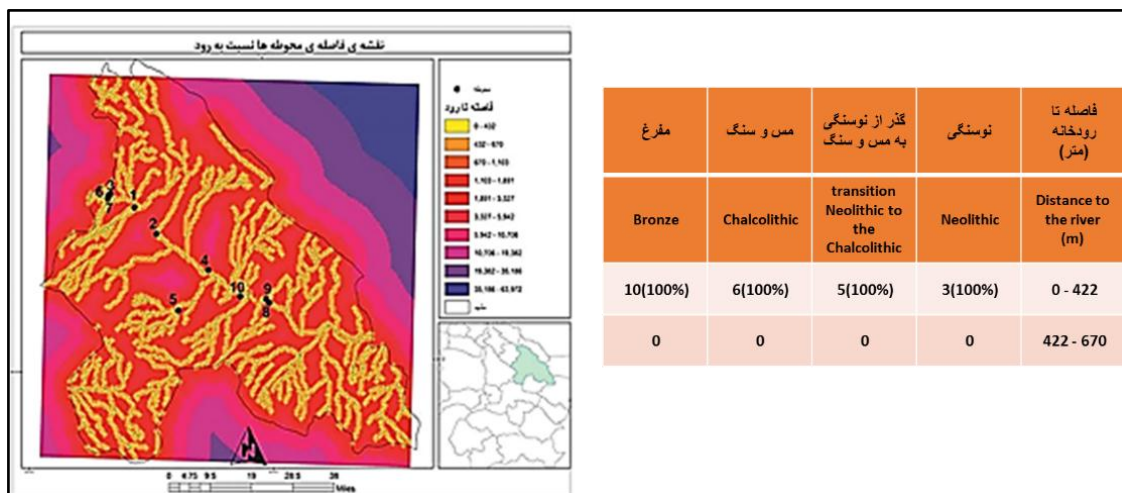 نقشه ی فاصله ی محوطه ها نسبت به رود
محوطه
فاصله تا رود
0 - 432
432 - 670
670 - 1,103
1,103 - 1,891
1,891 - 3,327
3,327 - 5,942
5,942 - 10,706
10,706 - 19,362
19,362 - 35,186
35,186 - 63,972
مشهد
6
3
7
1
2
4
10
9
8
5
N
0 4.75 9.5 19 28.5 38
Miles
فاصله تا رودخانه (متر)
نوسنگی
گذر از نوسنگی به مس و سنگ
مس و سنگ
مفرغ
Bronze
Chalcolithic
transition
Neolithic to
the
Chalcolithic
Neolithic
Distance to
the river
(m)
10(100%) 6(100%) 5(100%) 3(100%) 0 - 422
0 0 0 0 422 - 670